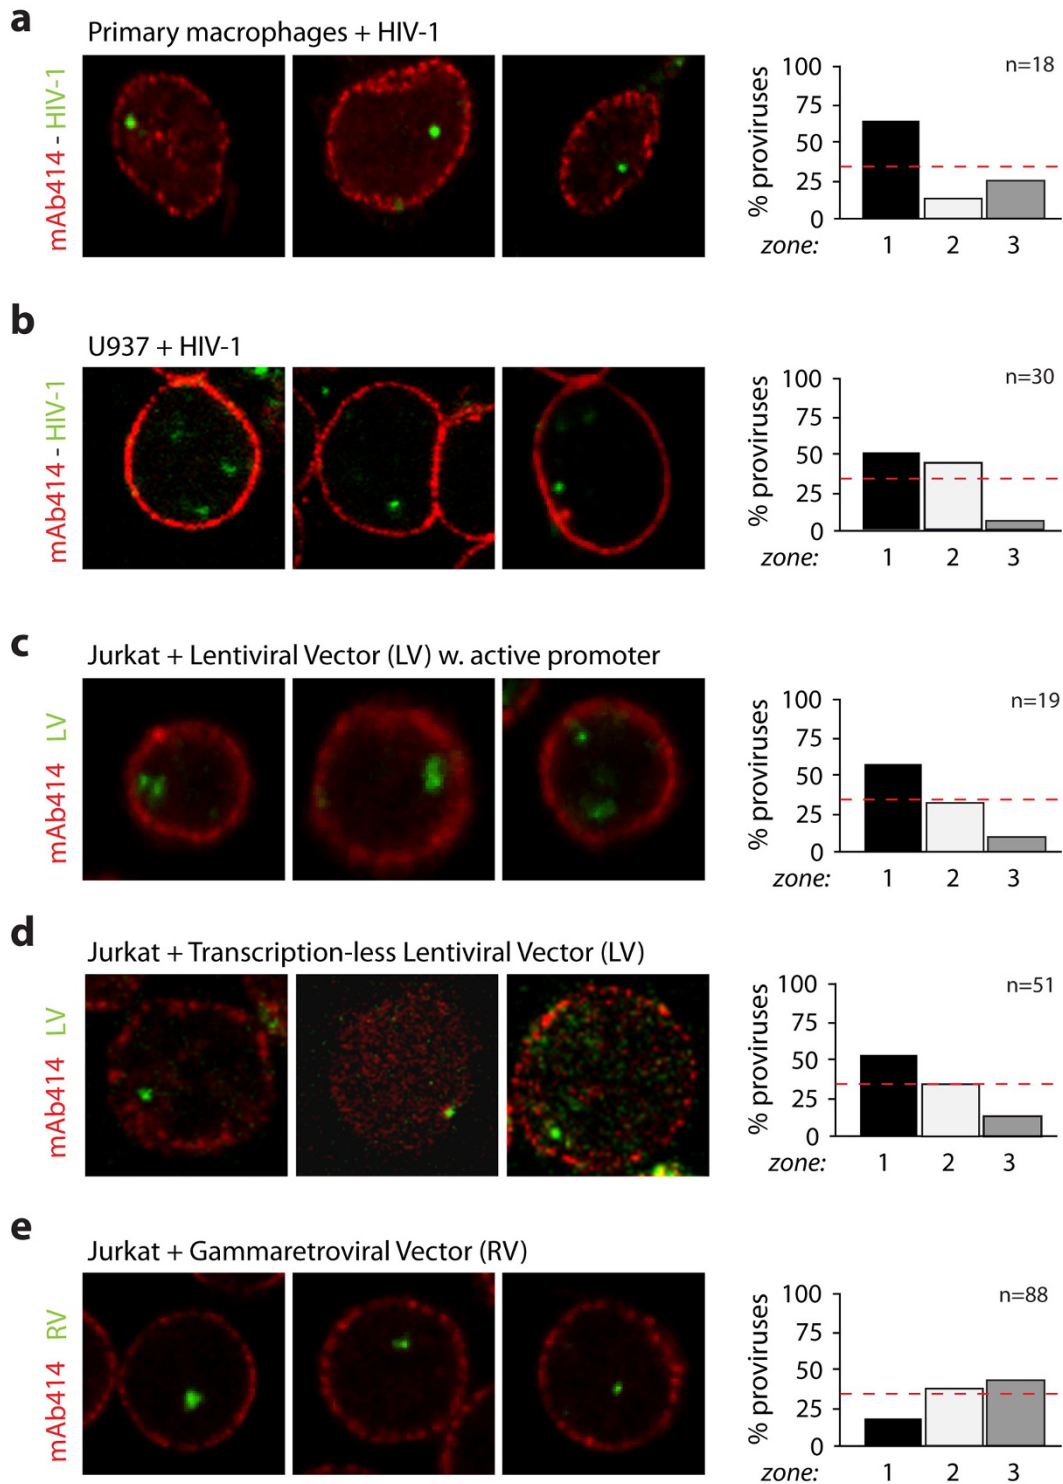 a
Primary macrophages + HIV-1
mAb414 - HIV-1
n=18
% proviruses
100
75
50
25
0
zone: 1 2 3
b
U937 + HIV-1
mAb414 - HIV-1
n=30
% proviruses
100
75
50
25
0
zone: 1 2 3
c
Jurkat + Lentiviral Vector (LV) w. active promoter
mAb414 LV
n=19
% proviruses
100
75
50
25
0
zone: 1 2 3
d
Jurkat + Transcription-less Lentiviral Vector (LV)
mAb414 LV
n=51
% proviruses
100
75
50
25
0
zone: 1 2 3
e
Jurkat + Gammaretroviral Vector (RV)
mAb414 RV
n=88
% proviruses
100
75
50
25
0
zone: 1 2 3